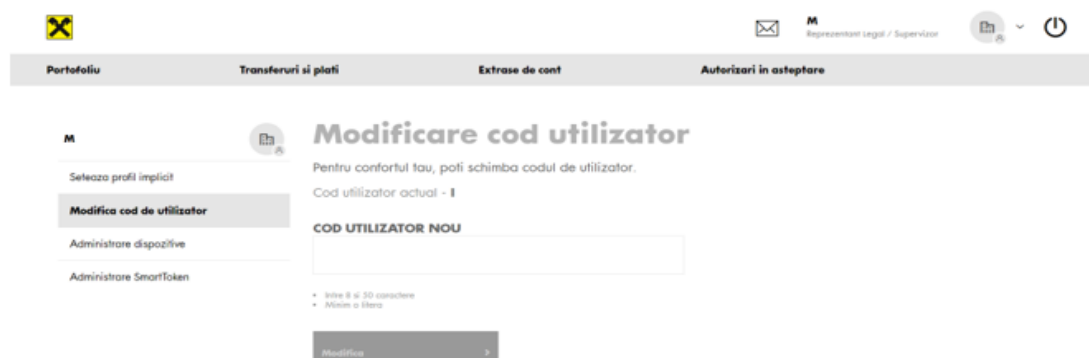 M
Reprezentant Legal / Supervizor
Portofoliu Transferuri si plati Extrase de cont Autorizari in asteptare
M
Seteaza profil implicit
Modifica cod de utilizator
Administrare dispozitive
Administrare SmartToken
Modificare cod utilizator
Pentru confortul tau, poti schimba codul de utilizator.
Cod utilizator actual - I
COD UTILIZATOR NOU
• Intre 8 si 30 caractere
• Minim o litera
Modifica